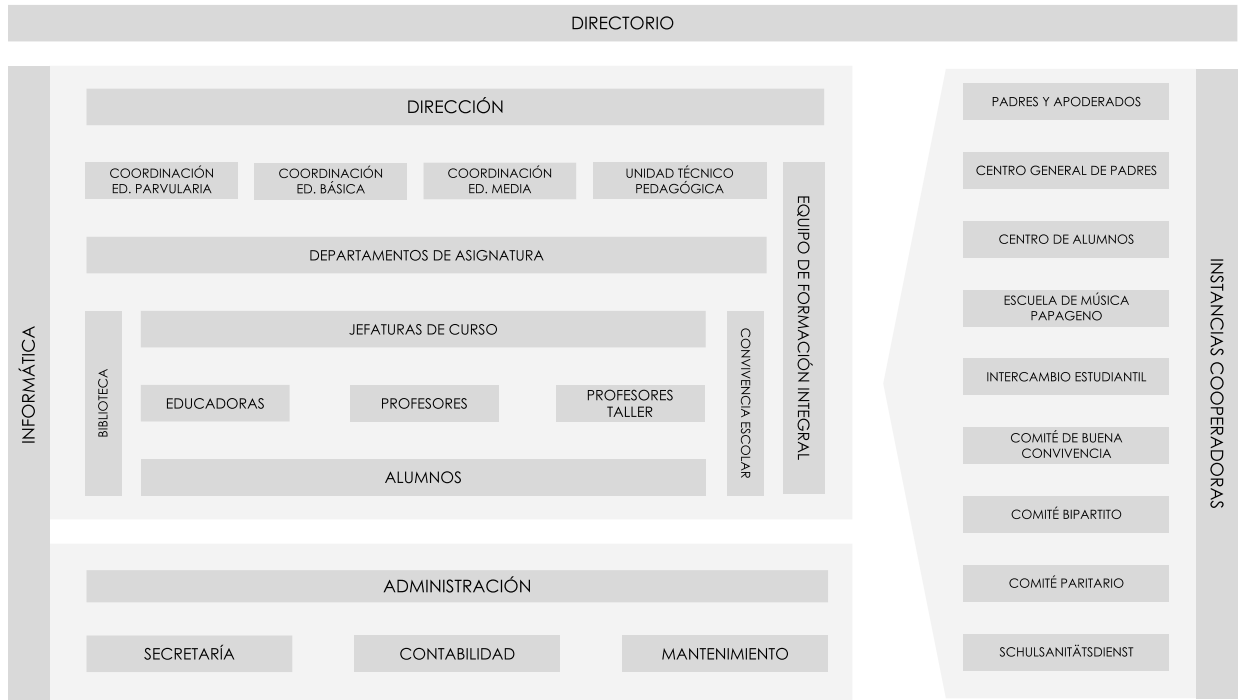 DIRECTORIO
INFORMÁTICA
DIRECCIÓN
COORDINACIÓN
ED. PARVULARIA
COORDINACIÓN
ED. BÁSICA
COORDINACIÓN
ED. MEDIA
UNIDAD TÉCNICO
PEDAGÓGICA
EQUIPO DE FORMACIÓN INTEGRAL
DEPARTAMENTOS DE ASIGNATURA
BIBLIOTECA
JEFATURAS DE CURSO
CONVIVENCIA ESCOLAR
EDUCADORAS
PROFESORES
PROFESORES
TALLER
ALUMNOS
ADMINISTRACIÓN
SECRETARÍA
CONTABILIDAD
MANTENIMIENTO
PADRES Y APODERADOS
CENTRO GENERAL DE PADRES
CENTRO DE ALUMNOS
ESCUELA DE MÚSICA
PAPAGENO
INTERCAMBIO ESTUDIANTIL
COMITÉ DE BUENA
CONVIVENCIA
COMITÉ BIPARTITO
COMITÉ PARITARIO
SCHULSANITÄTSDIENST
INSTANCIAS COOPERADORAS